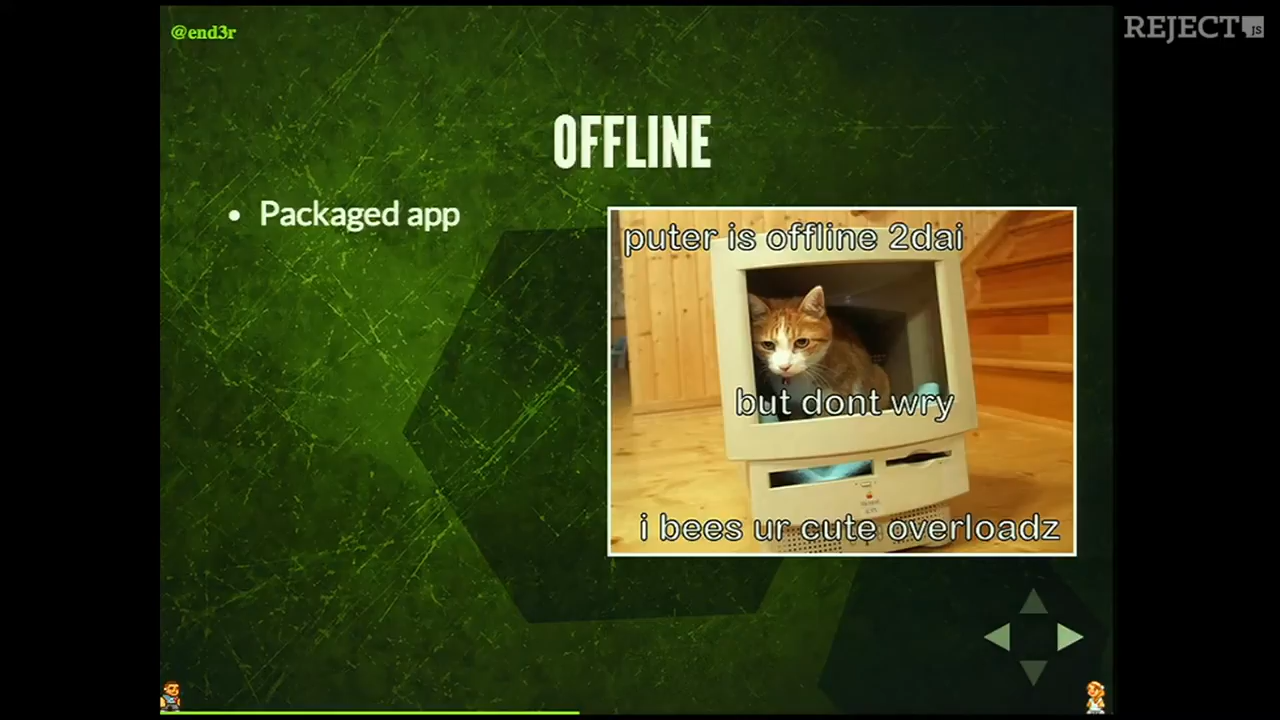 @end3r
REJECT JS
OFFLINE
• Packaged app
puter is offline 2dai
but dont wry
i bees ur cute overloadz